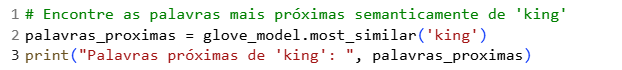 1 # Encontre as palavras mais próximas semanticamente de 'king'
2 palavras_proximas = glove_model.most_similar('king')
3 print("Palavras próximas de 'king': ", palavras_proximas)